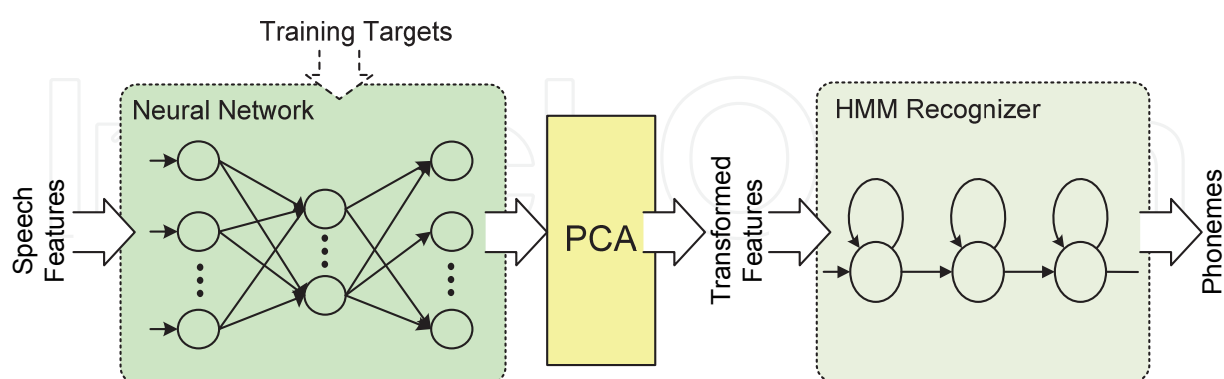 Training Targets
Neural Network
HMM Recognizer
Speech
Features
PCA
Transformed
Features
Phonemes